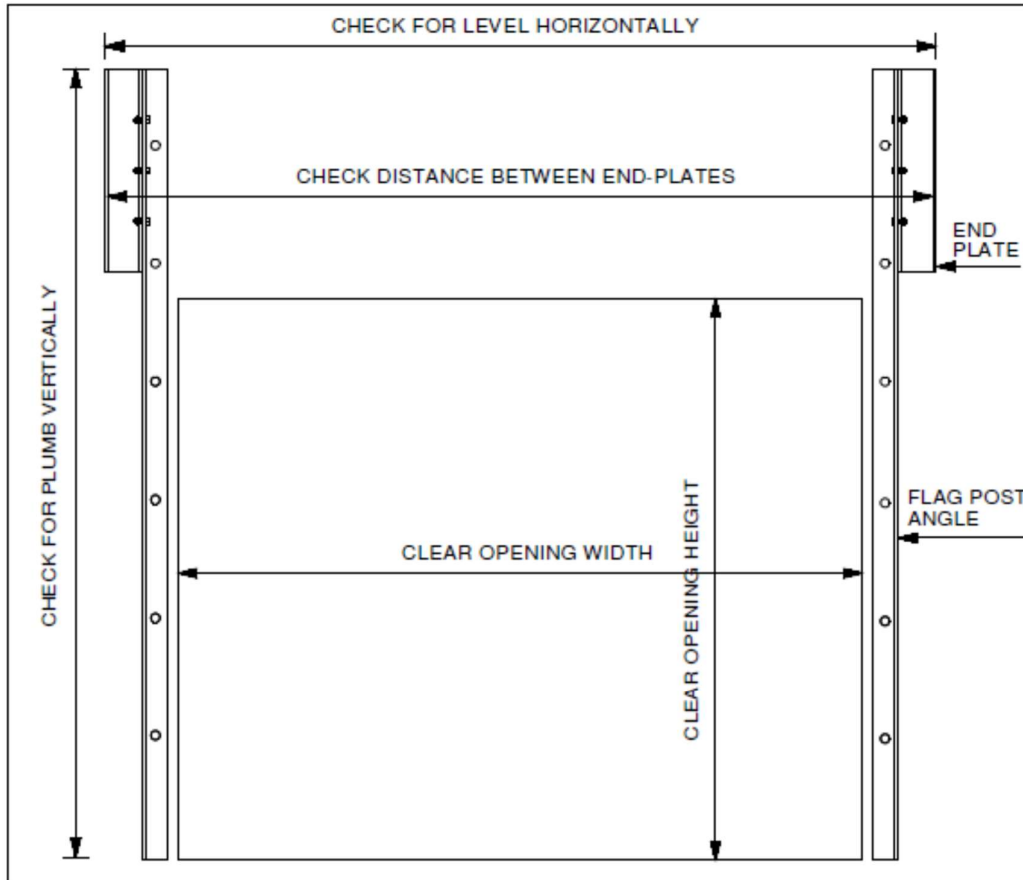 CHECK FOR LEVEL HORIZONTALLY
CHECK DISTANCE BETWEEN END-PLATES
END
PLATE
CHECK FOR PLUMB VERTICALLY
FLAG POST
ANGLE
CLEAR OPENING WIDTH
CLEAR OPENING HEIGHT